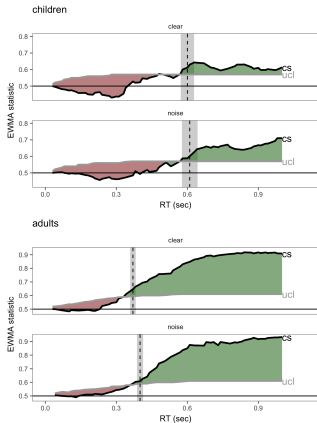 children
clear
0.8
0.7
0.6
0.5
cs
ucl
noise
0.8
0.7
0.6
0.5
cs
ucl
EWMA statistic
0.0 0.3 0.6 0.9
RT (sec)
adults
clear
0.9
0.8
0.7
0.6
0.5
cs
ucl
noise
0.9
0.8
0.7
0.6
0.5
cs
ucl
EWMA statistic
0.0 0.3 0.6 0.9
RT (sec)